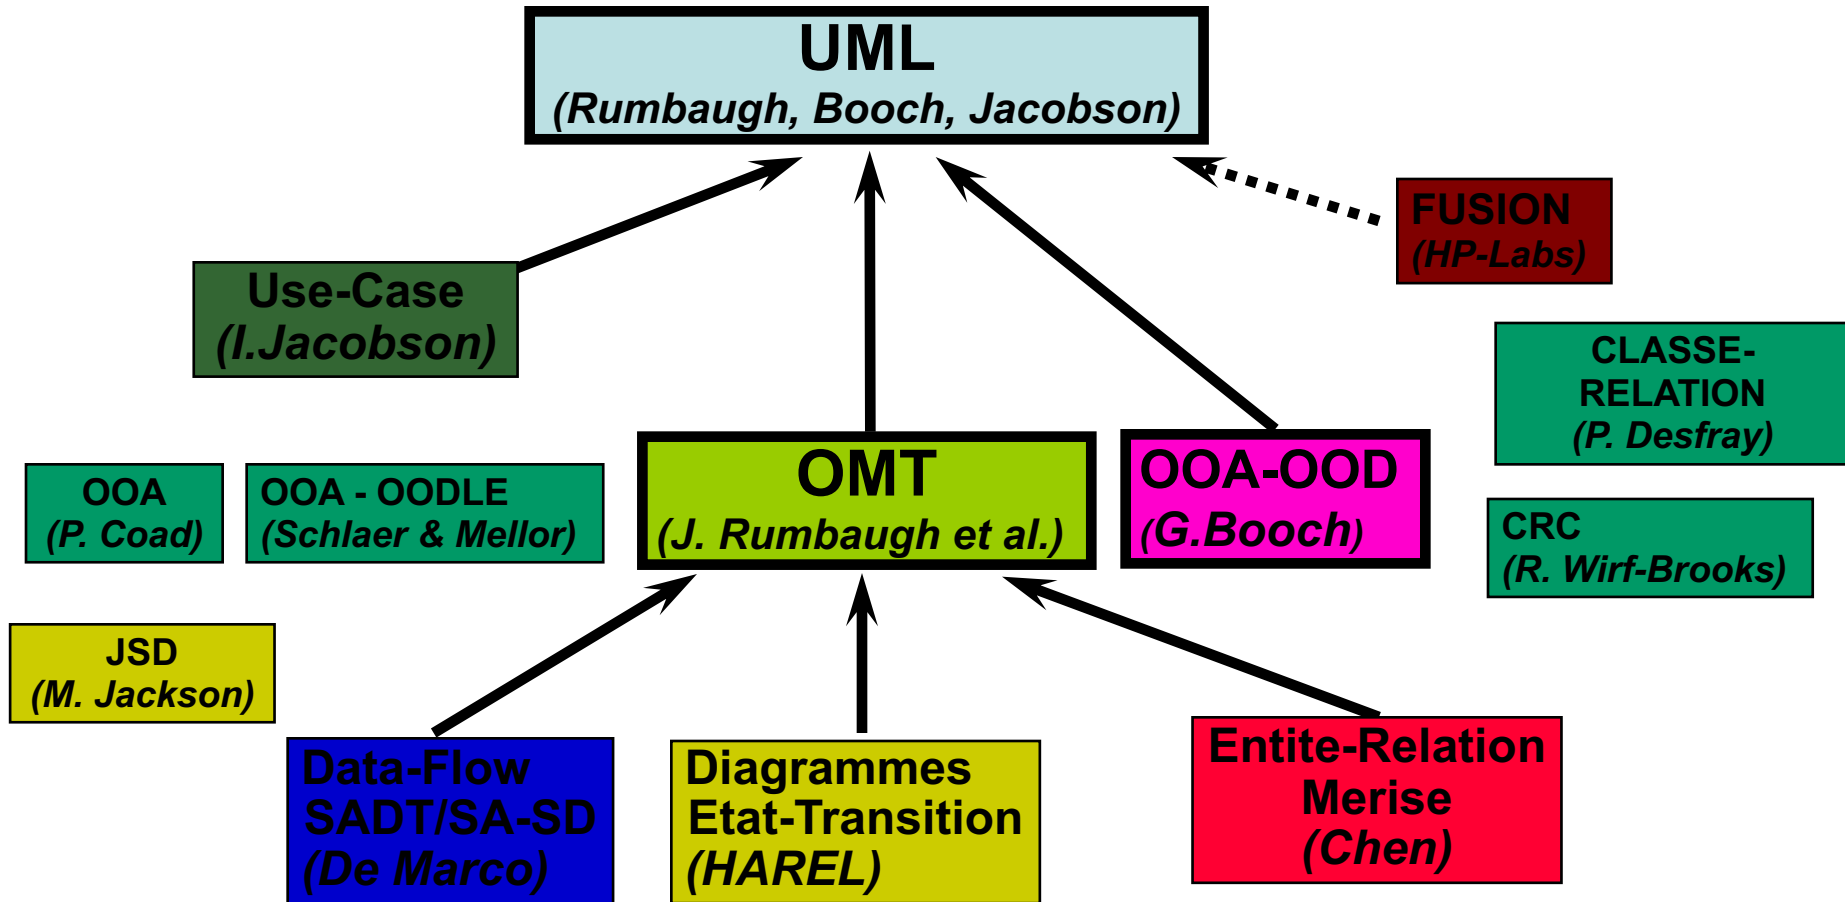 UML
(Rumbaugh, Booch, Jacobson)
FUSION
(HP-Labs)
Use-Case
(I.Jacobson)
CLASSE-
RELATION
(P. Desfray)
OOA
(P. Coad)
OOA - OODLE
(Schlaer & Mellor)
OMT
(J. Rumbaugh et al.)
OOA-OOD
(G.Booch)
CRC
(R. Wirf-Brooks)
JSD
(M. Jackson)
Data-Flow
SADT/SA-SD
(De Marco)
Diagrammes
Etat-Transition
(HAREL)
Entite-Relation
Merise
(Chen)